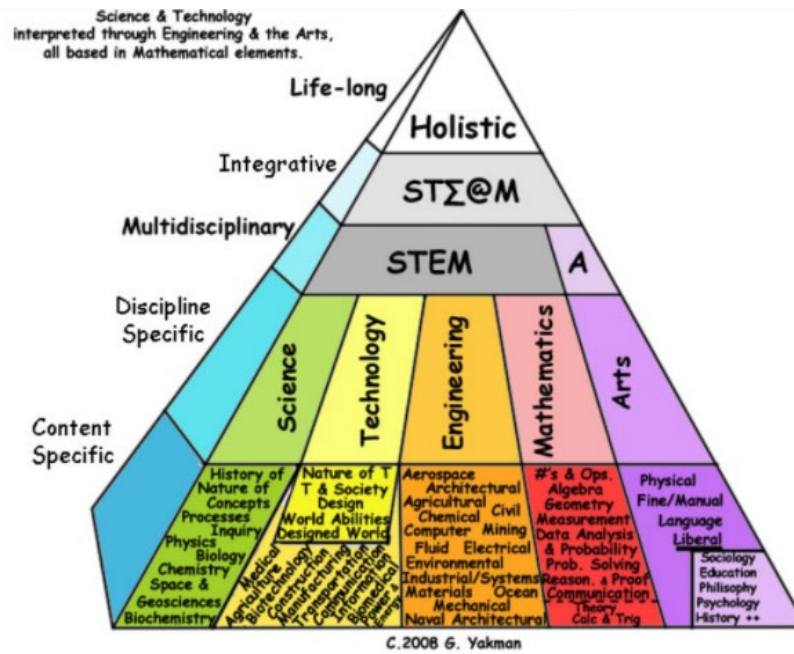 Science & Technology
interpreted through Engineering & the Arts,
all based in Mathematical elements.
Life-long
Holistic
Integrative
ST∑@M
Multidisciplinary
STEM
A
Discipline
Specific
Science
Technology
Engineering
Mathematics
Arts
Content
Specific
History of
Nature of
Concepts
Processes
Inquiry
Physics
Biology
Chemistry
Space &
Geosciences
Biochemistry
Nature of T
T & Society
Design
World Abilities
Designed World
Medical
Agriculture
Biotechnology
Construction
Manufacturing
Transportation
Communication
Information
Biomedical
Power &
Energy
Aerospace
Architectural
Agricultural
Chemical Civil
Computer Mining
Fluid Electrical
Environmental
Industrial/Systems
Materials Ocean
Mechanical
Naval Architectural
#'s & Ops.
Algebra
Geometry
Measurement
Data Analysis
& Probability
Prob. Solving
Reason. & Proof
Communication
Theory
Calc & Trig
Physical
Fine/Manual
Language
Liberal
Sociology
Education
Philisophy
Psychology
History ++
C.2008 G. Yakman